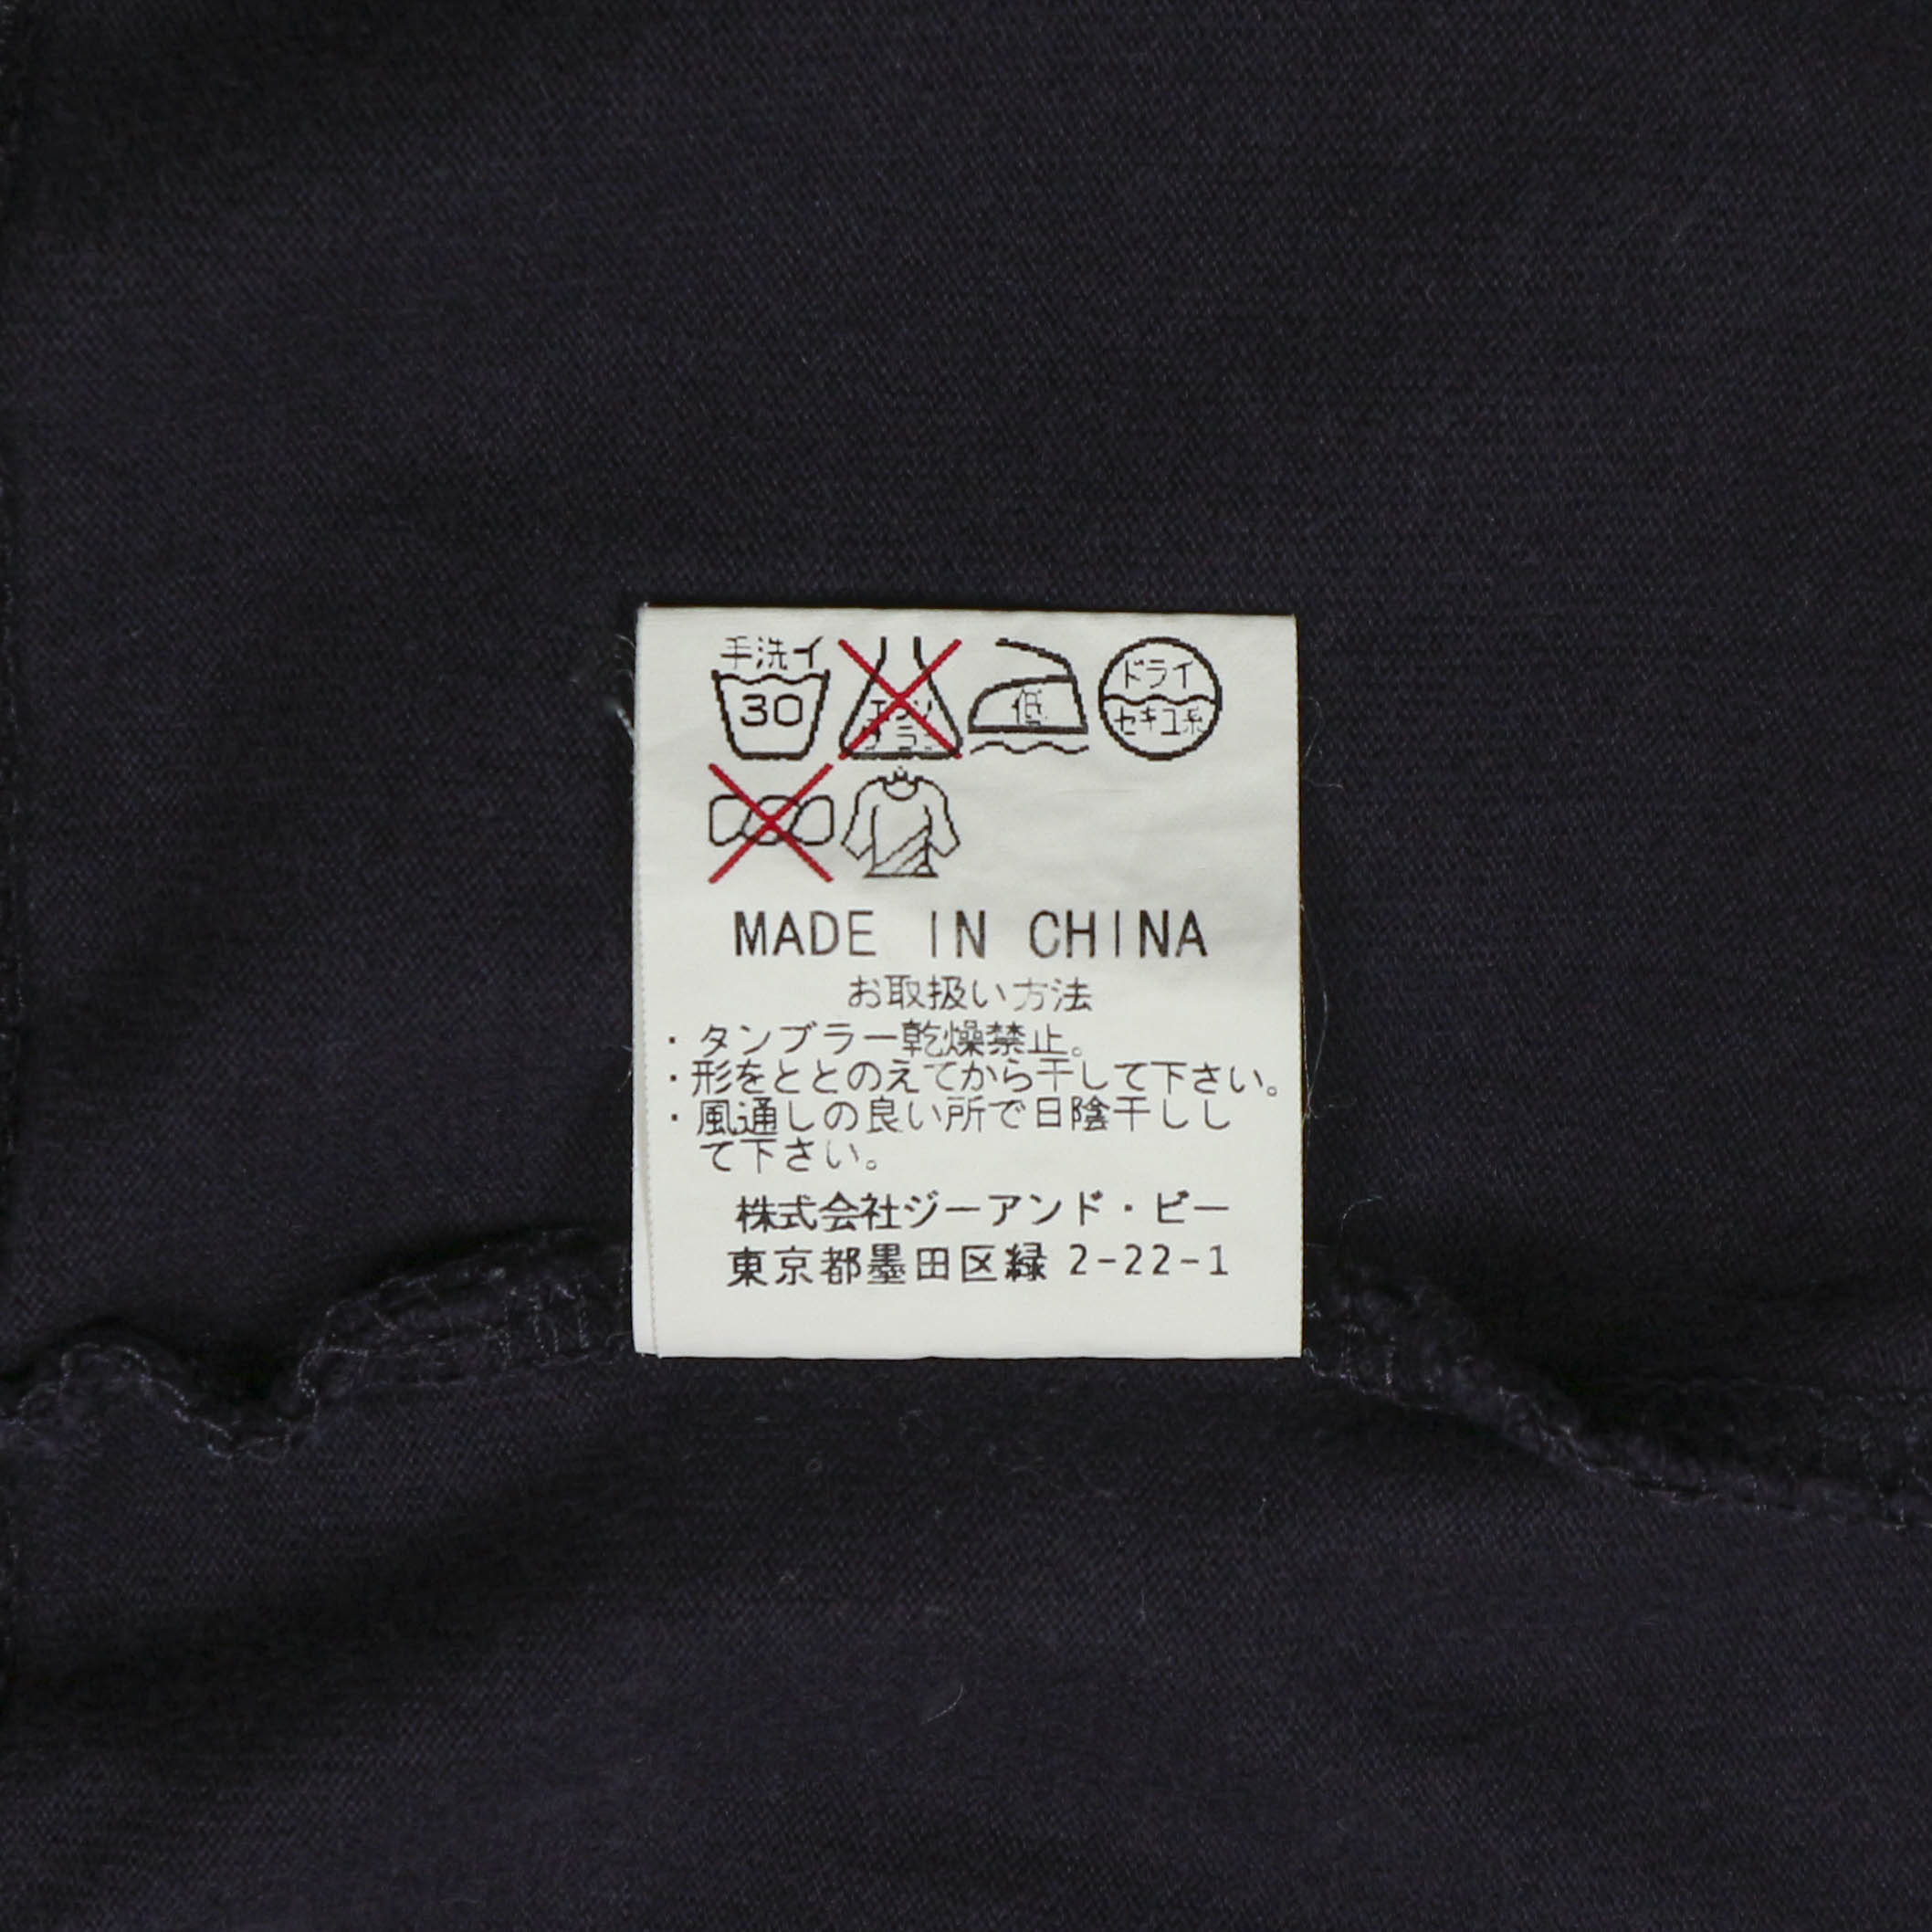 手洗イ
30
エンソ
サラシ
低
ドライ
セキユ系
MADE IN CHINA
お取扱い方法
・タンブラー乾燥禁止。
・形をととのえてから干して下さい。
・風通しの良い所で日陰干しし
て下さい。
株式会社ジーアンド・ビー
東京都墨田区緑 2-22-1